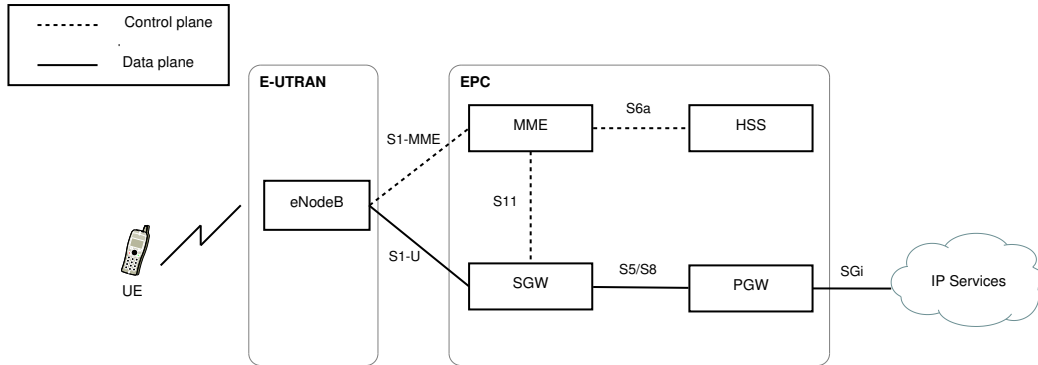 Control plane
Data plane
E-UTRAN
EPC
S6a
MME
HSS
S1-MME
eNodeB
S11
S1-U
UE
SGW
S5/S8
PGW
SGi
IP Services